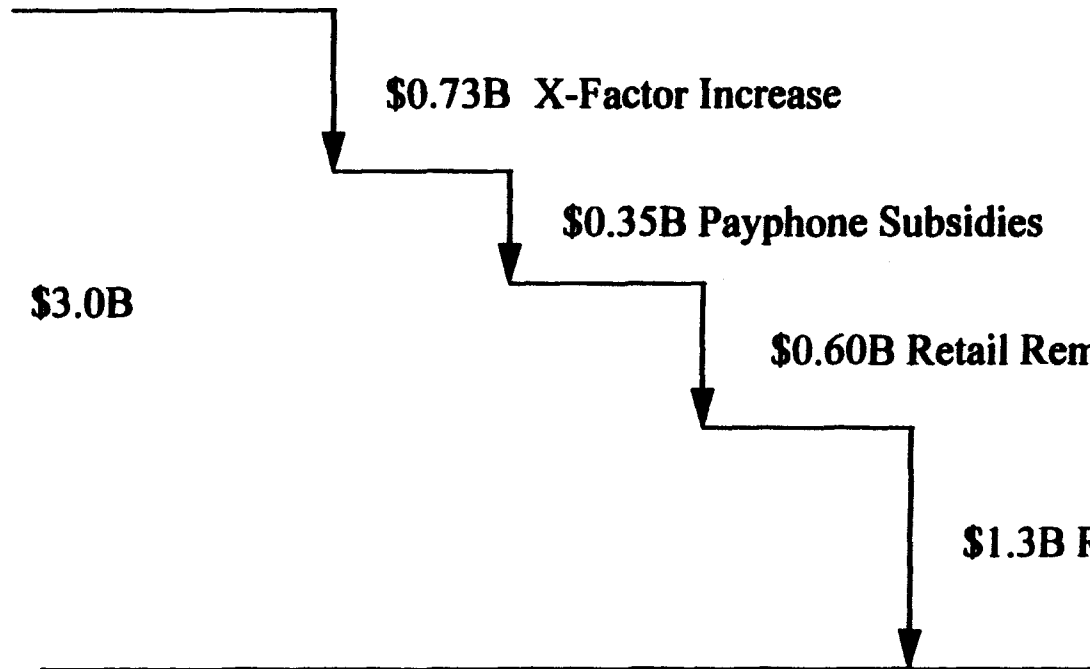 $0.73B X-Factor Increase
$0.35B Payphone Subsidies
$3.0B
$0.60B Retail Rem
$1.3B R